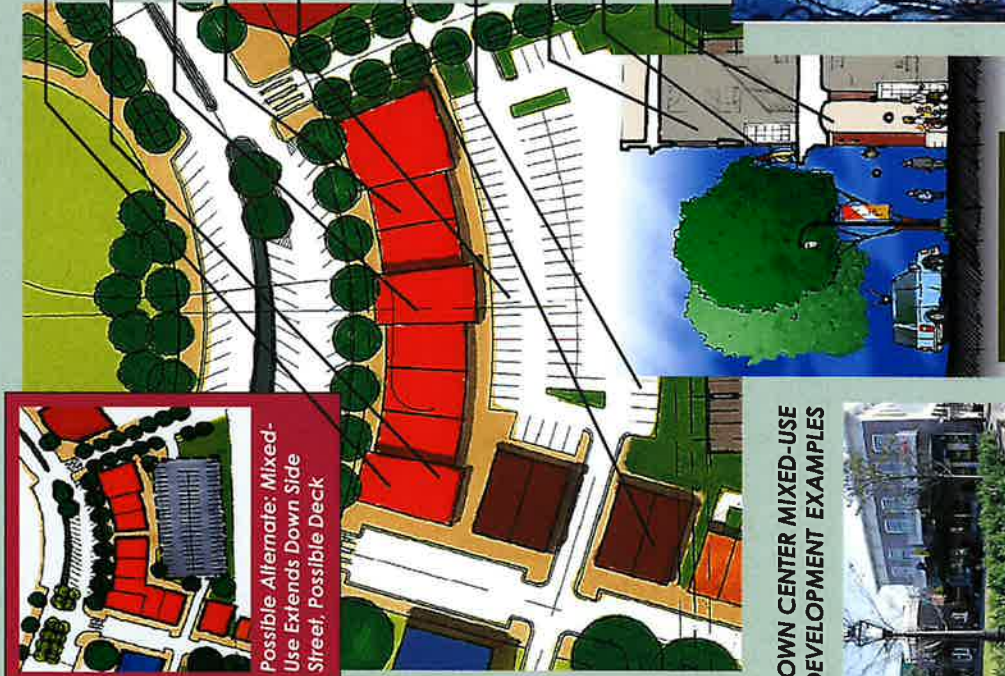 Possible Alternate: Mixed-
Use Extends Down Side
Street, Possible Deck
OWN CENTER MIXED-USE
DEVELOPMENT EXAMPLES